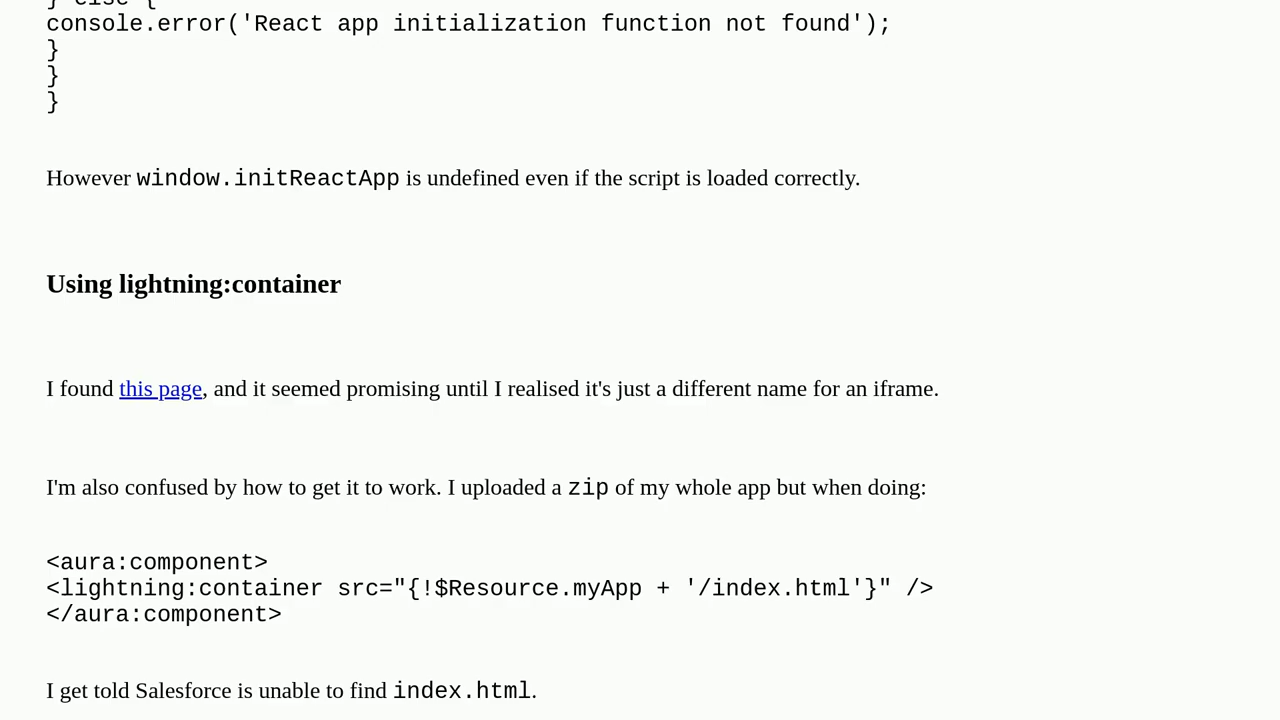 } else {
console.error('React app initialization function not found');
}
}
}
However window.initReactApp is undefined even if the script is loaded correctly.
Using lightning:container
I found this page, and it seemed promising until I realised it's just a different name for an iframe.
I'm also confused by how to get it to work. I uploaded a zip of my whole app but when doing:
<aura:component>
<lightning:container src="{!$Resource.myApp + '/index.html'}" />
</aura:component>
I get told Salesforce is unable to find index.html.